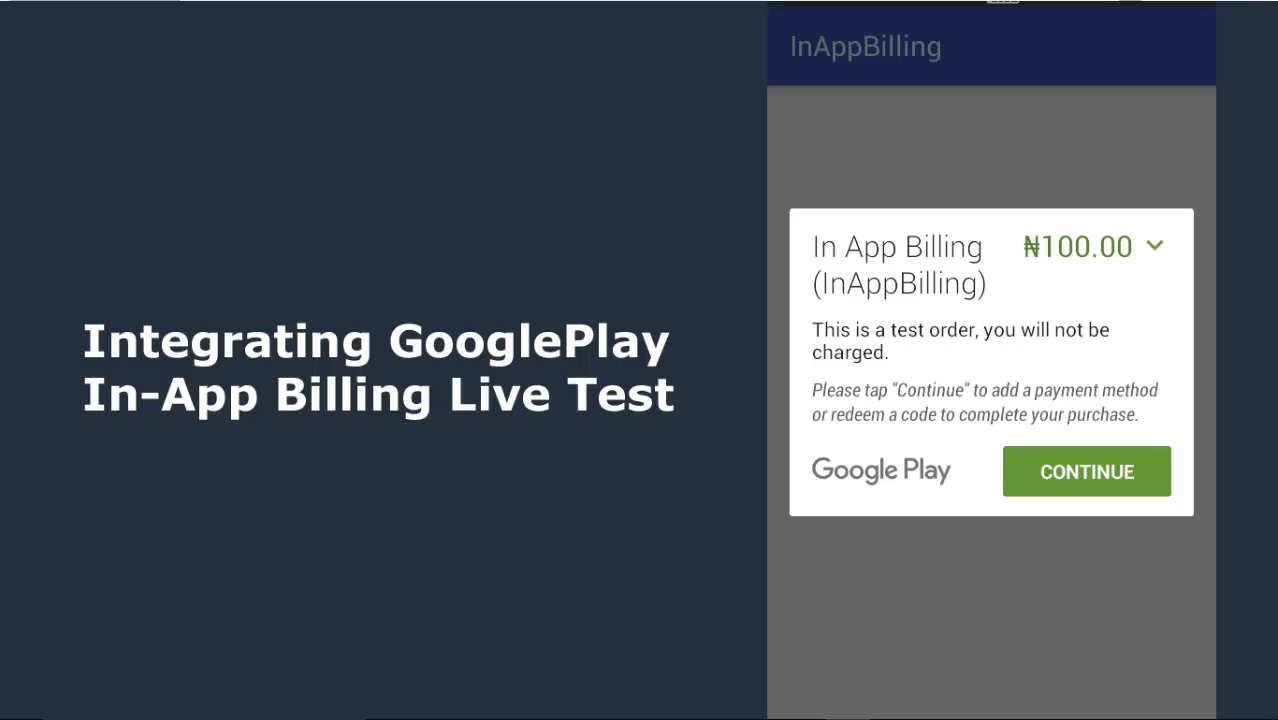 Integrating GooglePlay
In-App Billing Live Test
InAppBilling
In App Billing
(InAppBilling)
₦100.00
This is a test order, you will not be
charged.
Please tap "Continue" to add a payment method
or redeem a code to complete your purchase.
Google Play
CONTINUE